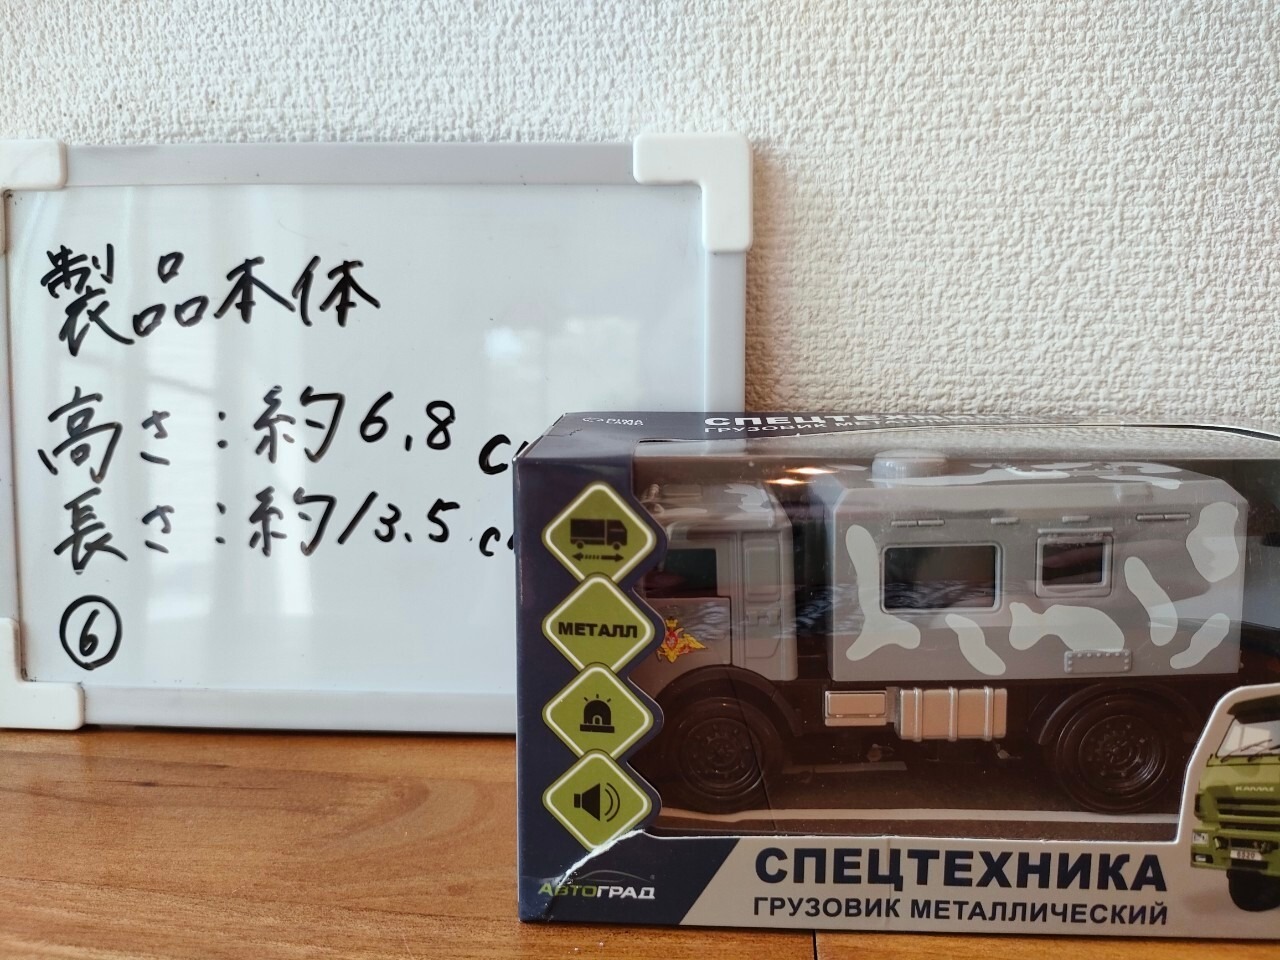 製品本体
高さ:約6.8 c
長さ:約13.5 c
⑥
СПЕЦТЕХНИКА
МЕТАЛЛ
АВТОГРАД
СПЕЦТЕХНИКА
ГРУЗОВИК МЕТАЛЛИЧЕСКИЙ
КАМАЗ